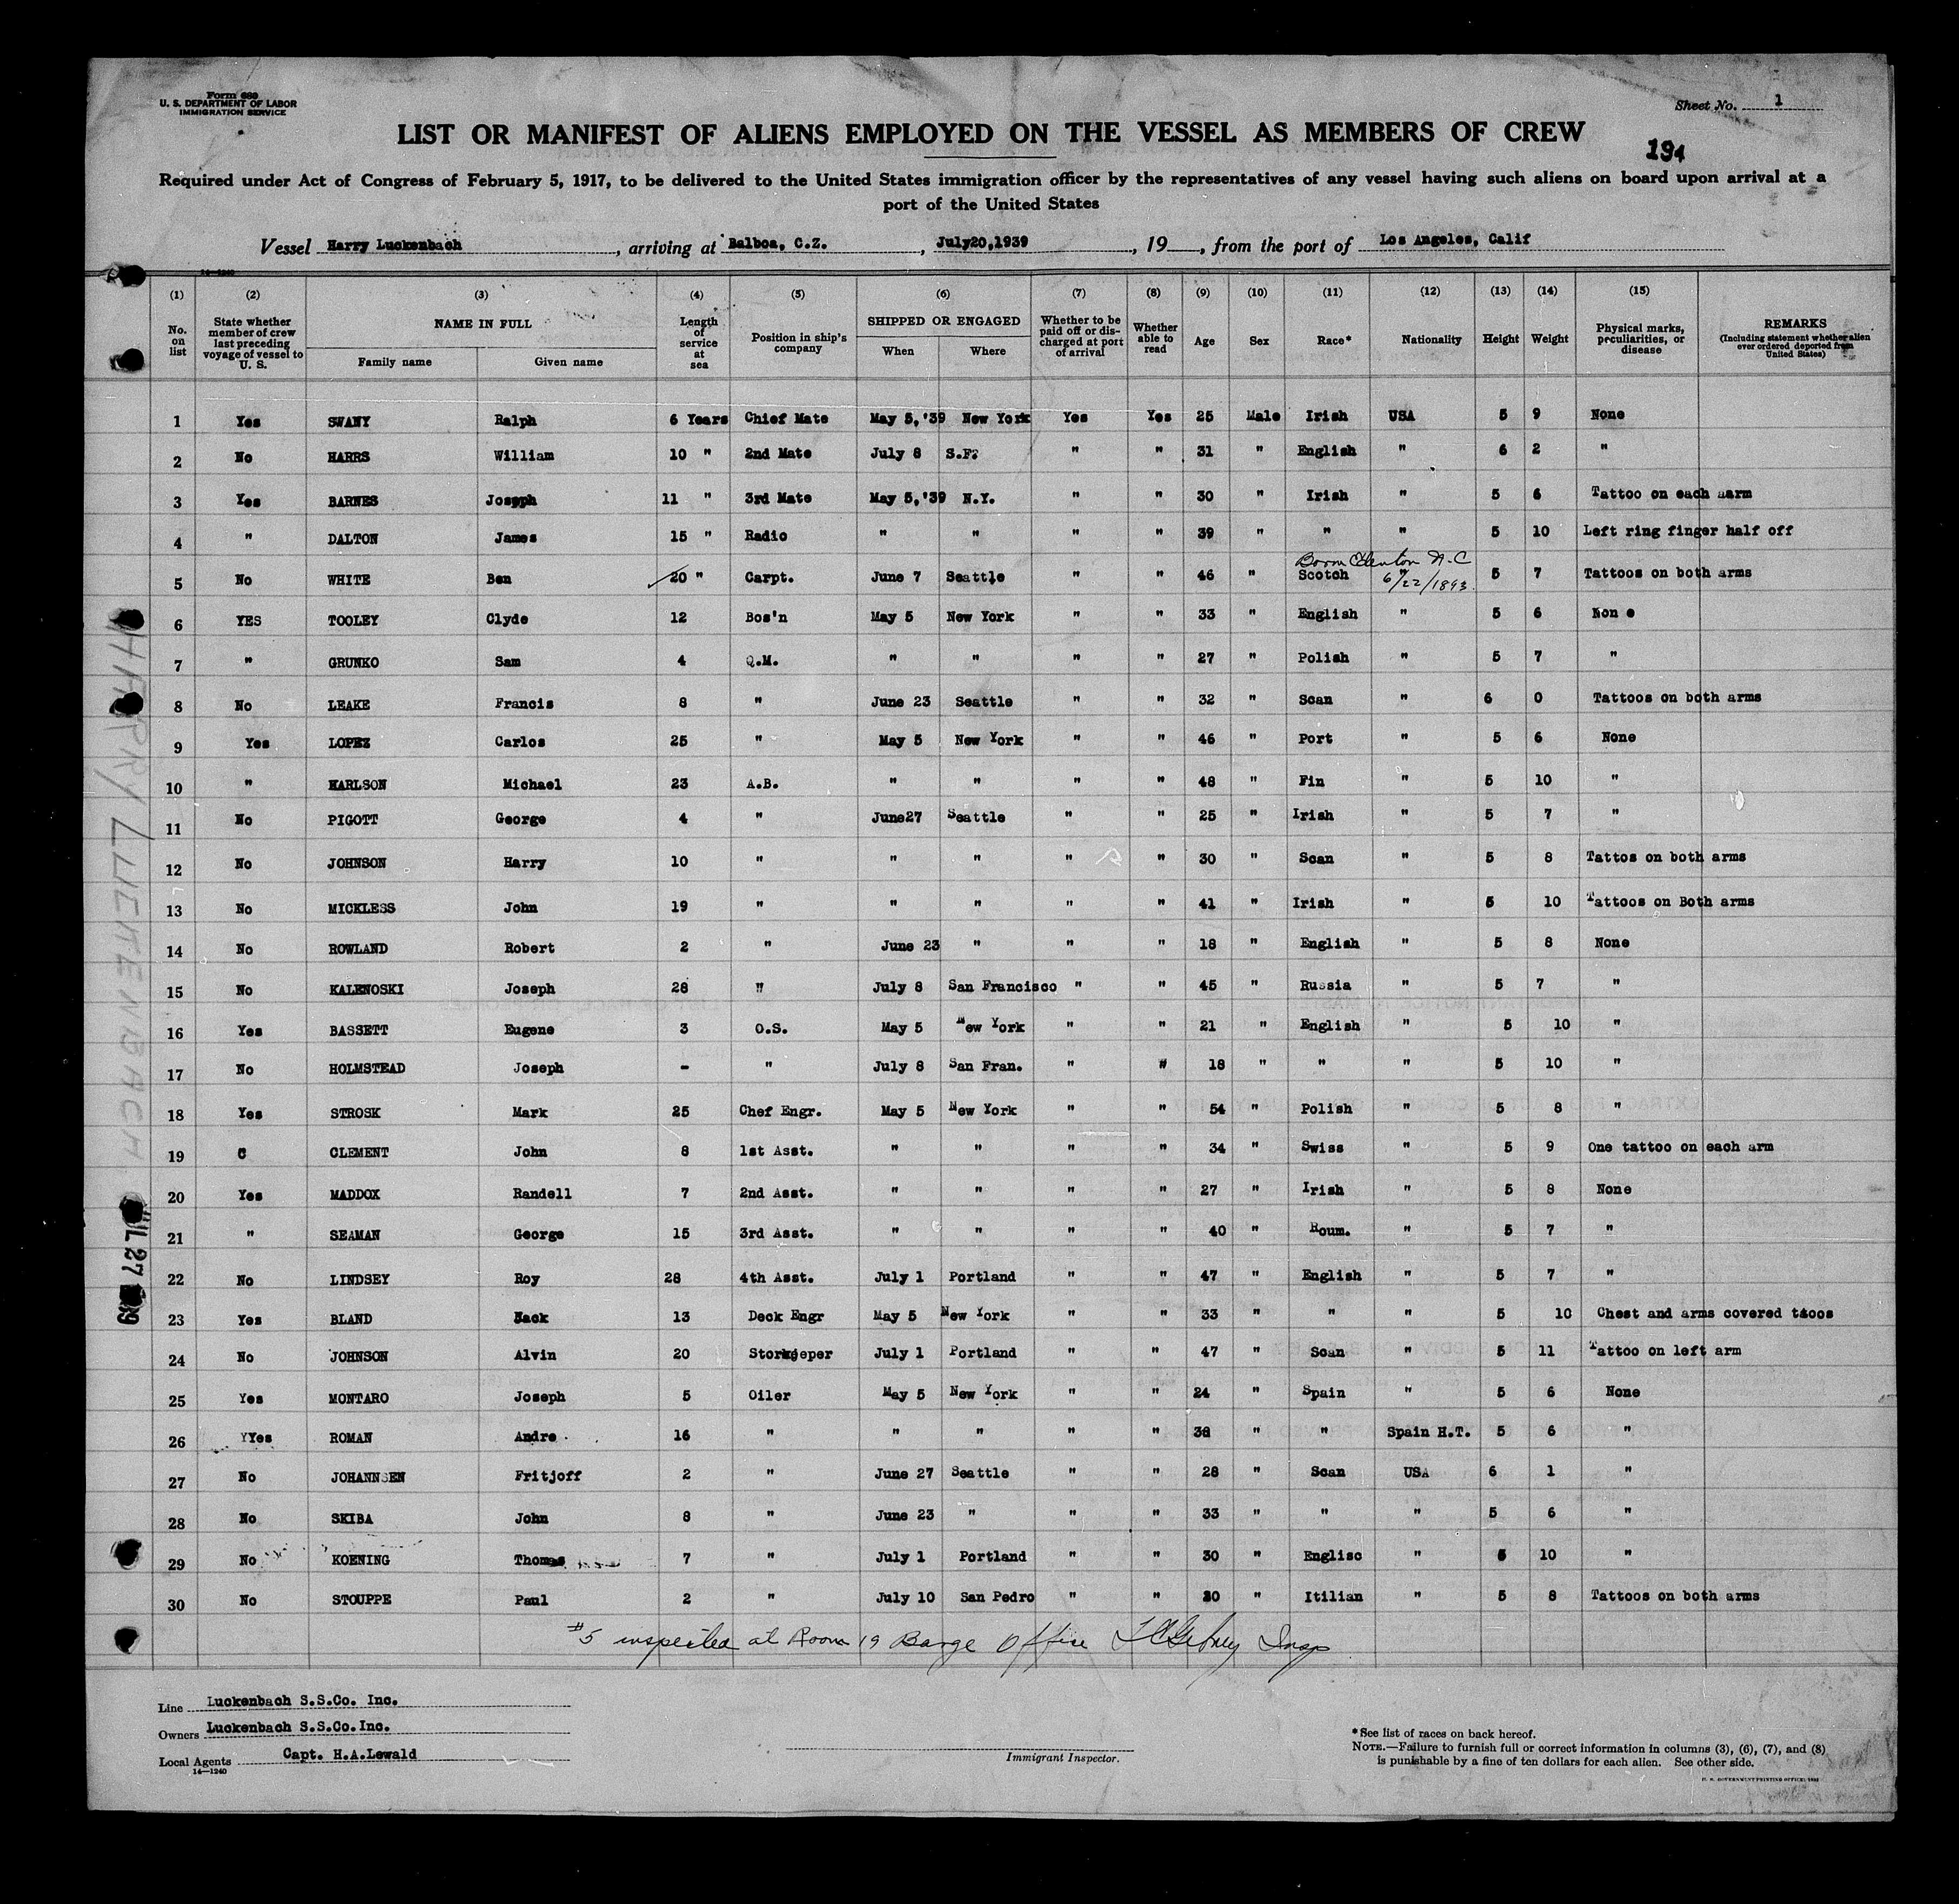 Form 689
U. S. DEPARTMENT OF LABOR
IMMIGRATION SERVICE
Sheet No. 1
LIST OR MANIFEST OF ALIENS EMPLOYED ON THE VESSEL AS MEMBERS OF CREW
194
Required under Act of Congress of February 5, 1917, to be delivered to the United States immigration officer by the representatives of any vessel having such aliens on board upon arrival at a
port of the United States
Vessel Harry Luckenbach, arriving at Balboa, C.Z., July20,1939, 19, from the port of Los Angeles, Calif
14—1240
(1) (2) (3) (4) (5) (6) (7) (8) (9) (10) (11) (12) (13) (14) (15)
No. on list | State whether member of crew last preceding voyage of vessel to U. S. | NAME IN FULL | Family name | Given name | Length of service at sea | Position in ship's company | SHIPPED OR ENGAGED | When | Where | Whether to be paid off or discharged at port of arrival | Whether able to read | Age | Sex | Race* | Nationality | Height | Weight | Physical marks, peculiarities, or disease | REMARKS (Including statement whether alien ever ordered deported from United States)
1 Yes SWANY Ralph 6 Years Chief Mate May 5,'39 New York Yes Yes 25 Male Irish USA 5 9 None
2 No HARRS William 10 " 2nd Mate July 8 S.F. " " 31 " English " 6 2 "
3 Yes BARNES Joseph 11 " 3rd Mate May 5,'39 N.Y. " " 30 " Irish " 5 6 Tattoo on each aarm
4 " DALTON James 15 " Radio " " " " 39 " " " 5 10 Left ring finger half off
Born Edenton N.C
5 No WHITE Ben 20 " Carpt. June 7 Seattle " " 46 " Scotch " 6/22/1893. 5 7 Tattoos on both arms
6 YES TOOLEY Clyde 12 Bos'n May 5 New York " " 33 " English " 5 6 Non e
7 " GRUNKO Sam 4 Q.M. " " " " 27 " Polish " 5 7 "
8 No LEAKE Francis 8 " June 23 Seattle " " 32 " Scan " 6 0 Tattoos on both arms
9 Yes LOPEZ Carlos 25 " May 5 New York " " 46 " Port " 5 6 None
10 " KARLSON Michael 23 A.B. " " " " 48 " Fin " 5 10 "
11 No PIGOTT George 4 " June27 Seattle " " 25 " Irish " 5 7 "
12 No JOHNSON Harry 10 " " " " " 30 " Scan " 5 8 Tattos on both arms
13 No MICKLESS John 19 " " " " " 41 " Irish " 5 10 Tattoos on Both arms
14 No ROWLAND Robert 2 " June 23 " " " 18 " English " 5 8 None
15 No KALENOSKI Joseph 28 " July 8 San Francisco " " 45 " Russia " 5 7 "
16 Yes BASSETT Eugene 3 O.S. May 5 New York " " 21 " English " 5 10 "
17 No HOLMSTEAD Joseph - " July 8 San Fran. " " 18 " " " 5 10 "
18 Yes STROSK Mark 25 Chef Engr. May 5 New York " " 54 " Polish " 5 8 "
19 C CLEMENT John 8 1st Asst. " " " " 34 " Swiss " 5 9 One tattoo on each arm
20 Yes MADDOX Randell 7 2nd Asst. " " " " 27 " Irish " 5 8 None
21 " SEAMAN George 15 3rd Asst. " " " " 40 " Roum. " 5 7 "
22 No LINDSEY Roy 28 4th Asst. July 1 Portland " " 47 " English " 5 7 "
23 Yes BLAND 13 Deck Engr May 5 New York " " 33 " " " 5 10 Chest and arms covered
24 No JOHNSON Alvin 20 Storkeeper July 1 Portland " " 47 " Scan " 5 11 Tattoo on left arm
25 Yes MONTARO Joseph 5 Oiler May 5 New York " " 24 " Spain " 5 6 None
26 YYes ROMAN Andre 16 " " " " " 38 " " Spain H.T. 5 6 "
27 No JOHANNSEN Fritjoff 2 " June 27 Seattle " " 28 " Scan USA 6 1 "
28 No SKIBA John 8 " June 23 " " " 33 " " " 5 6 "
29 No KOENING Thomas 7 " July 1 Portland " " 30 " Englisc " 5 10 "
30 No STOUPPE Paul 2 " July 10 San Pedro " " " Itilian " 5 8 Tattoos on both arms
#5 inspected at Room 19 Barge Office Insp
HARRY LUCKENBACH
Line Luckenbach S.S.Co. Inc.
Owners Luckenbach S.S.Co.Inc.
Local Agents Capt. H.A.Lewald
14—1240
Immigrant Inspector.
*See list of races on back hereof.
NOTE.—Failure to furnish full or correct information in columns (3), (6), (7), and (8)
is punishable by a fine of ten dollars for each alien. See other side.